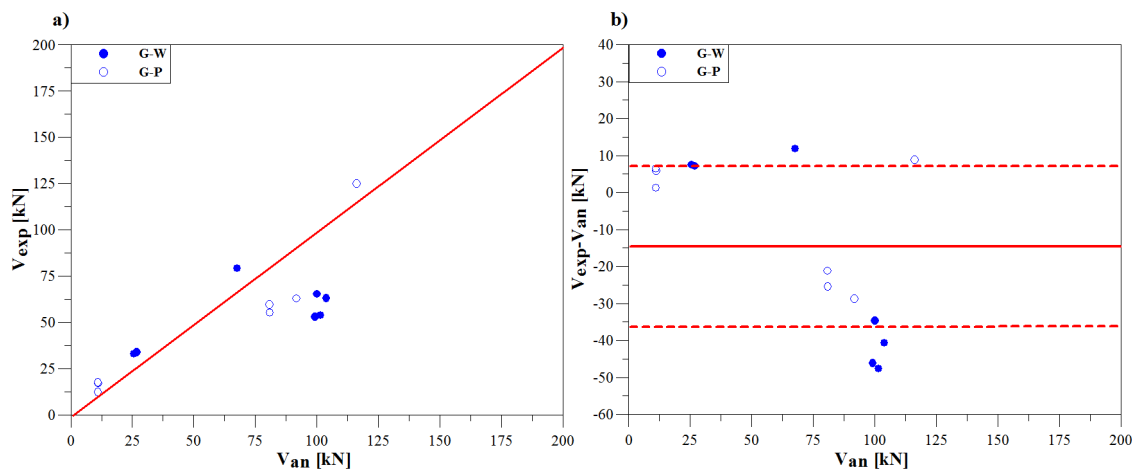 a)
G-W
G-P
200
175
150
125
100
75
50
25
0
Vexp [kN]
0 25 50 75 100 125 150 175 200
Van [kN]
b)
G-W
G-P
40
30
20
10
0
-10
-20
-30
-40
-50
-60
Vexp-Van [kN]
0 25 50 75 100 125 150 175 200
Van [kN]